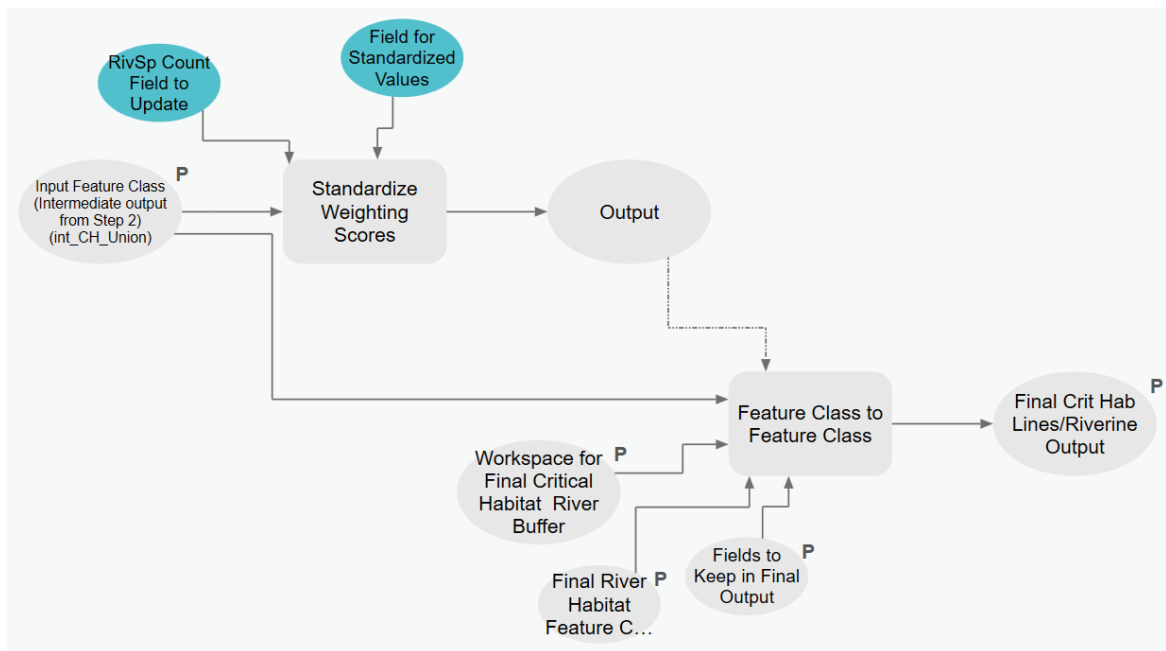 RivSp Count
Field to
Update
Field for
Standardized
Values
P
Input Feature Class
(Intermediate output
from Step 2)
(int_CH_Union)
Standardize
Weighting
Scores
Output
Feature Class to
Feature Class
P
Final Crit Hab
Lines/Riverine
Output
P
Workspace for
Final Critical
Habitat River
Buffer
P
Final River
Habitat
Feature C...
P
Fields to
Keep in Final
Output